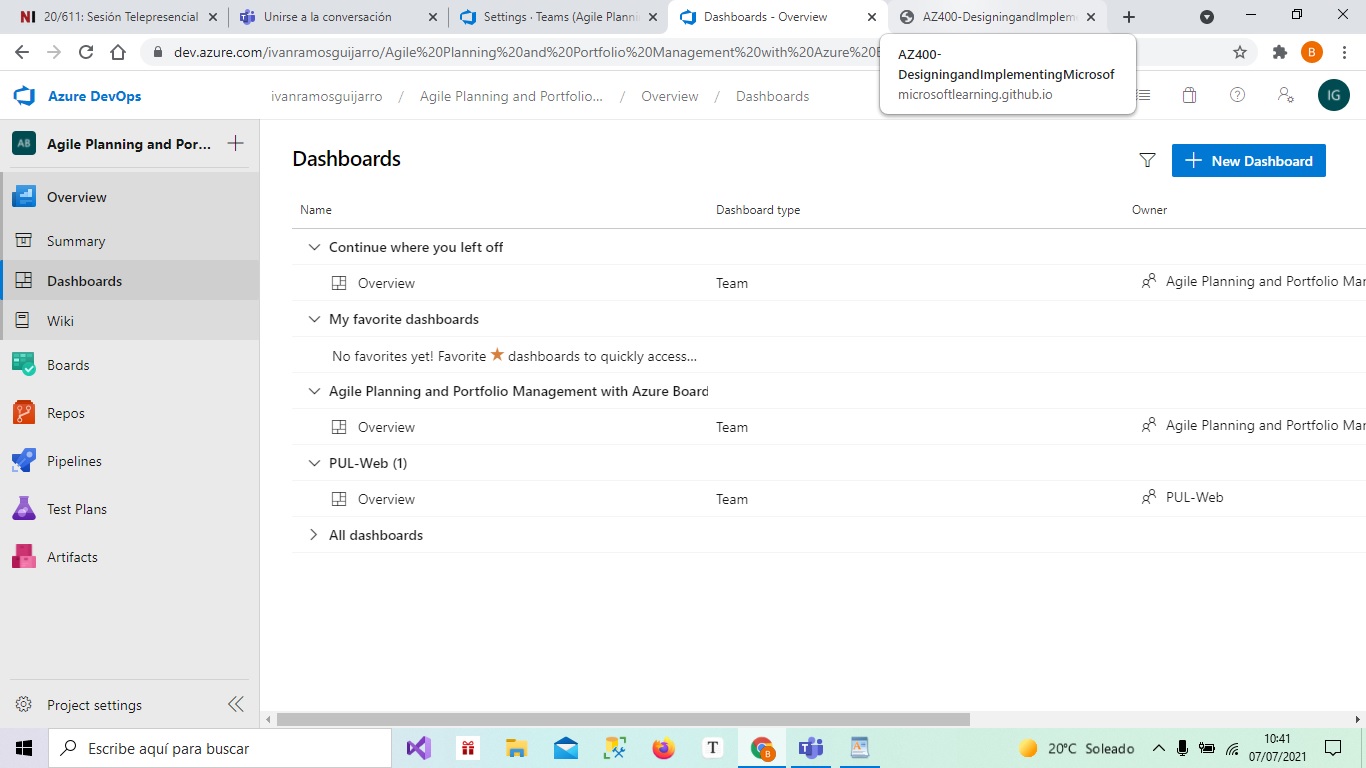 20/611: Sesión Telepresencial
Unirse a la conversación
Settings · Teams (Agile Planni
Dashboards - Overview
AZ400-DesigningandImplemen
dev.azure.com/ivanramosguijarro/Agile%20Planning%20and%20Portfolio%20Management%20with%20Azure%20B
B
AZ400-
DesigningandImplementingMicrosof
microsoftlearning.github.io
Azure DevOps
ivanramosguijarro / Agile Planning and Portfolio... / Overview / Dashboards
IG
AB Agile Planning and Por...
Overview
Summary
Dashboards
Wiki
Boards
Repos
Pipelines
Test Plans
Artifacts
Project settings
Dashboards
New Dashboard
Name Dashboard type Owner
Continue where you left off
Overview Team Agile Planning and Portfolio Mar
My favorite dashboards
No favorites yet! Favorite ★ dashboards to quickly access...
Agile Planning and Portfolio Management with Azure Board
Overview Team Agile Planning and Portfolio Mar
PUL-Web (1)
Overview Team PUL-Web
All dashboards
Escribe aquí para buscar
T
B
20°C Soleado
10:41
07/07/2021